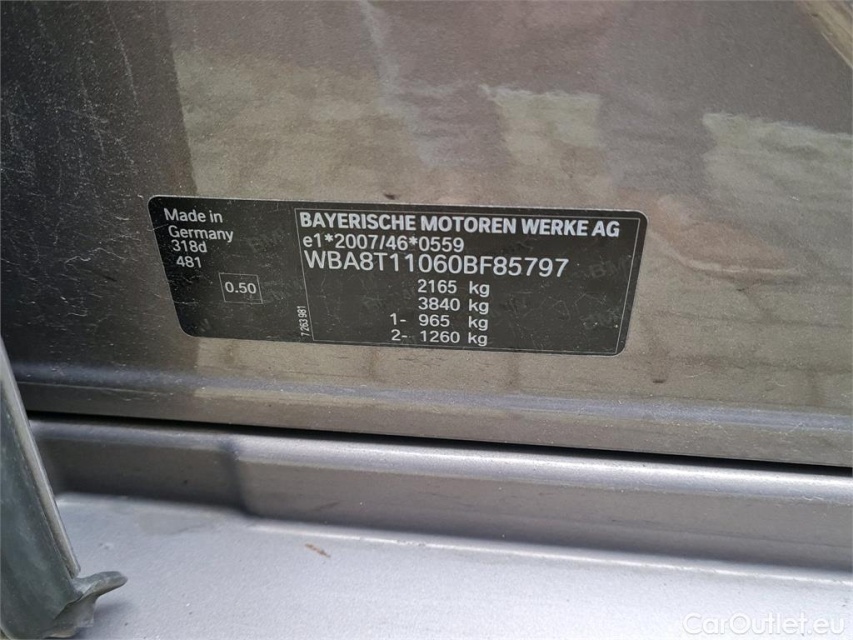 Made in
Germany
318d
481
0.50
7 263 981
BAYERISCHE MOTOREN WERKE AG
e1*2007/46*0559
WBA8T11060BF85797
2165 kg
3840 kg
1- 965 kg
2- 1260 kg
CarOutlet.eu